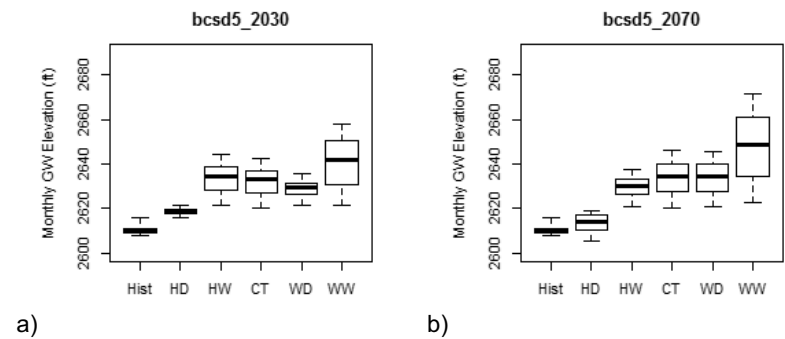 bcsd5_2030
Monthly GW Elevation (ft)
2680
2660
2640
2620
2600
Hist HD HW CT WD WW
a)
bcsd5_2070
Monthly GW Elevation (ft)
2680
2660
2640
2620
2600
Hist HD HW CT WD WW
b)